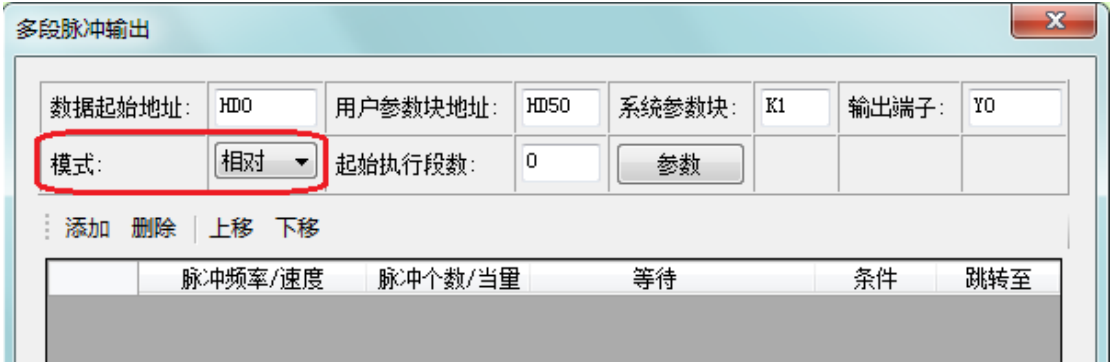 多段脉冲输出
数据起始地址: HD0 用户参数块地址: HD50 系统参数块: K1 输出端子: Y0
模式: 相对 起始执行段数: 0 参数
添加 删除 上移 下移
脉冲频率/速度 脉冲个数/当量 等待 条件 跳转至